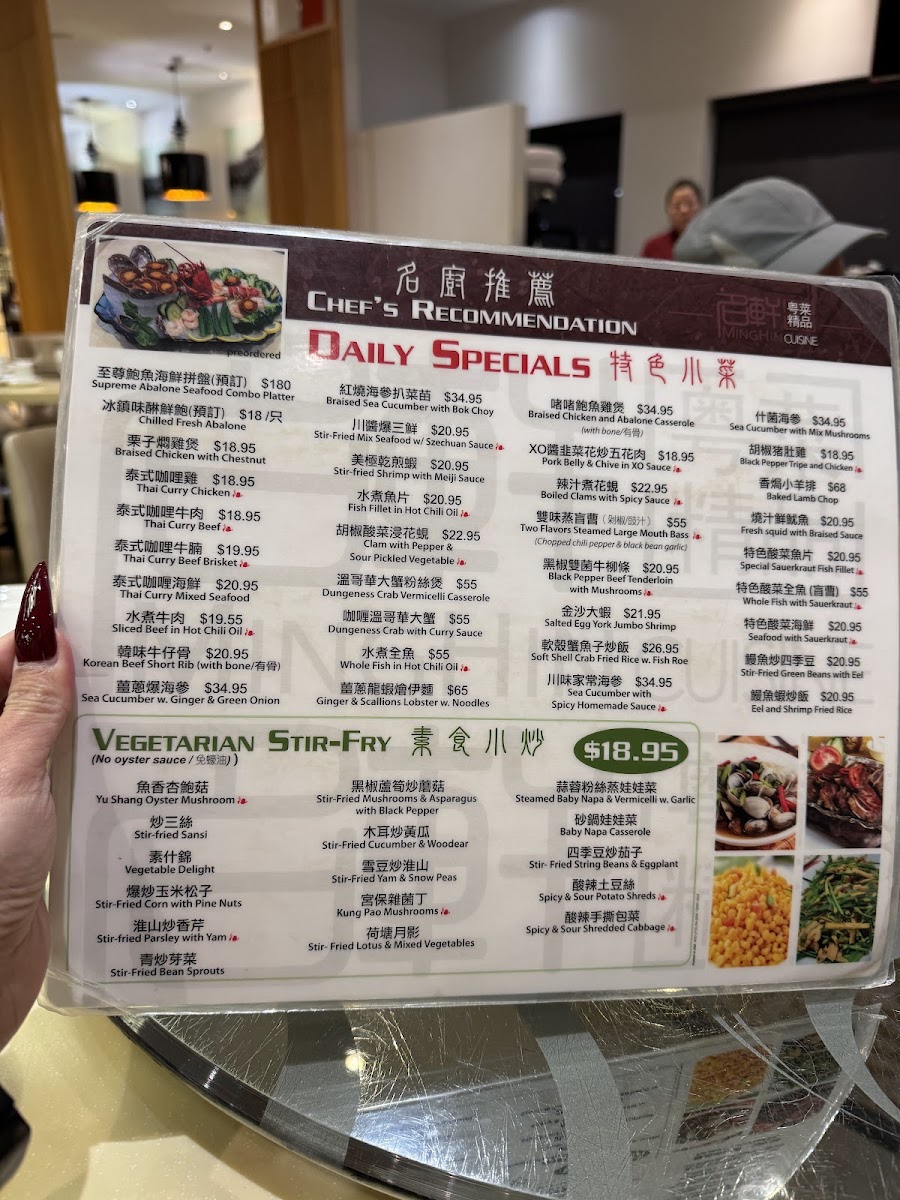 名廚推薦
CHEF'S RECOMMENDATION
名軒
MINGHIN
粤菜
精品
CUISINE
preordered
DAILY SPECIALS 特色小菜
至尊鮑魚海鮮拼盤(預訂) $180
Supreme Abalone Seafood Combo Platter
冰鎮味醂鮮鮑(預訂) $18 /只
Chilled Fresh Abalone
栗子燜雞煲 $18.95
Braised Chicken with Chestnut
泰式咖哩雞 $18.95
Thai Curry Chicken
泰式咖哩牛肉 $18.95
Thai Curry Beef
泰式咖哩牛腩 $19.95
Thai Curry Beef Brisket
泰式咖哩海鮮 $20.95
Thai Curry Mixed Seafood
水煮牛肉 $19.55
Sliced Beef in Hot Chili Oil
韓味牛仔骨 $20.95
Korean Beef Short Rib (with bone/有骨)
薑蔥爆海參 $34.95
Sea Cucumber w. Ginger & Green Onion
紅燒海參扒菜苗 $34.95
Braised Sea Cucumber with Bok Choy
川醬爆三鮮 $20.95
Stir-Fried Mix Seafood w/ Szechuan Sauce
美極乾煎蝦 $20.95
Stir-fried Shrimp with Meiji Sauce
水煮魚片 $20.95
Fish Fillet in Hot Chili Oil
胡椒酸菜浸花蜆 $22.95
Clam with Pepper &
Sour Pickled Vegetable
溫哥華大蟹粉絲煲 $55
Dungeness Crab Vermicelli Casserole
咖喱溫哥華大蟹 $55
Dungeness Crab with Curry Sauce
水煮全魚 $55
Whole Fish in Hot Chili Oil
薑蔥龍蝦燴伊麵 $65
Ginger & Scallions Lobster w. Noodles
啫啫鮑魚雞煲 $34.95
Braised Chicken and Abalone Casserole
(with bone/有骨)
XO醬韭菜花炒五花肉 $18.95
Pork Belly & Chive in XO Sauce
辣汁煮花蜆 $22.95
Boiled Clams with Spicy Sauce
雙味蒸盲曹 (剁椒/豉汁) $55
Two Flavors Steamed Large Mouth Bass
(Chopped chili pepper & black bean garlic)
黑椒雙菌牛柳條 $20.95
Black Pepper Beef Tenderloin
with Mushrooms
金沙大蝦 $21.95
Salted Egg York Jumbo Shrimp
軟殼蟹魚子炒飯 $26.95
Soft Shell Crab Fried Rice w. Fish Roe
川味家常海參 $34.95
Sea Cucumber with
Spicy Homemade Sauce
什菌海參 $34.95
Sea Cucumber with Mix Mushrooms
胡椒猪肚雞 $18.95
Black Pepper Tripe and Chicken
香焗小羊排 $68
Baked Lamb Chop
燒汁鮮魷魚 $20.95
Fresh squid with Braised Sauce
特色酸菜魚片 $20.95
Special Sauerkraut Fish Fillet
特色酸菜全魚 (盲曹) $55
Whole Fish with Sauerkraut
特色酸菜海鮮 $20.95
Seafood with Sauerkraut
鰻魚炒四季豆 $20.95
Stir-Fried Green Beans with Eel
鰻魚蝦炒飯 $20.95
Eel and Shrimp Fried Rice
VEGETARIAN STIR-FRY 素食小炒 $18.95
(No oyster sauce / 免蠔油) )
魚香杏鮑菇
Yu Shang Oyster Mushroom
炒三絲
Stir-fried Sansi
素什錦
Vegetable Delight
爆炒玉米松子
Stir-Fried Corn with Pine Nuts
淮山炒香芹
Stir-fried Parsley with Yam
青炒芽菜
Stir-Fried Bean Sprouts
黑椒蘆筍炒蘑菇
Stir-Fried Mushrooms & Asparagus
with Black Pepper
木耳炒黃瓜
Stir-Fried Cucumber & Woodear
雪豆炒淮山
Stir-Fried Yam & Snow Peas
宮保雜菌丁
Kung Pao Mushrooms
荷塘月影
Stir- Fried Lotus & Mixed Vegetables
蒜蓉粉絲蒸娃娃菜
Steamed Baby Napa & Vermicelli w. Garlic
砂鍋娃娃菜
Baby Napa Casserole
四季豆炒茄子
Stir- Fried String Beans & Eggplant
酸辣土豆絲
Spicy & Sour Potato Shreds
酸辣手撕包菜
Spicy & Sour Shredded Cabbage